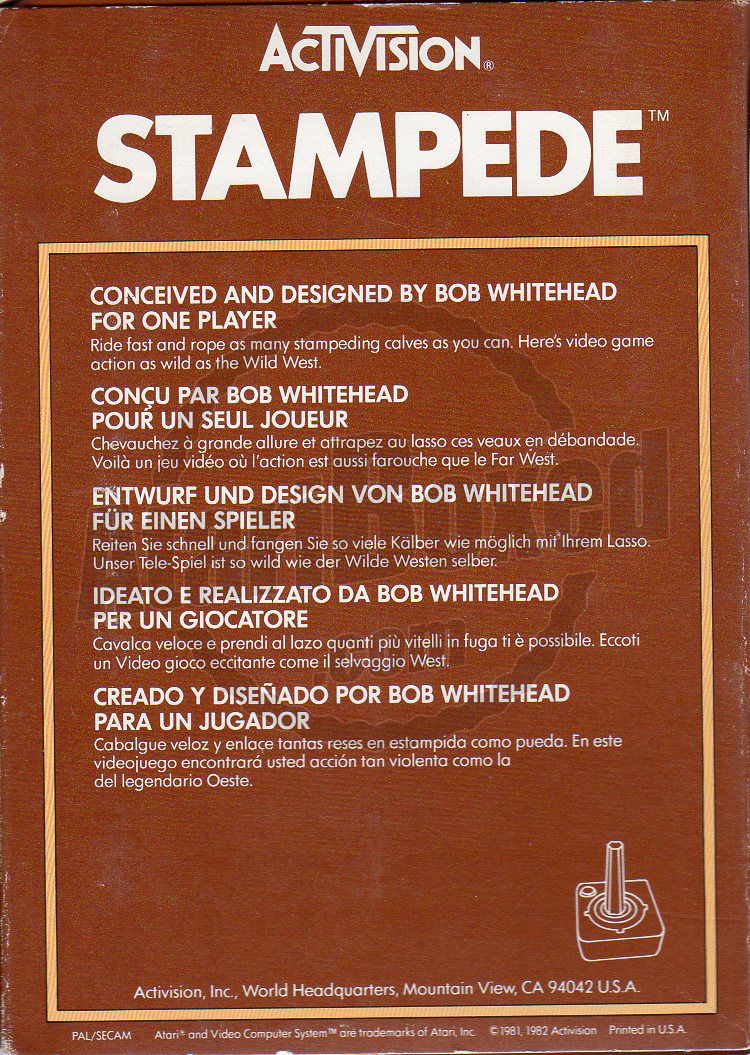 ACTIVISION®
STAMPEDE™
CONCEIVED AND DESIGNED BY BOB WHITEHEAD
FOR ONE PLAYER
Ride fast and rope as many stampeding calves as you can. Here's video game
action as wild as the Wild West.
CONÇU PAR BOB WHITEHEAD
POUR UN SEUL JOUEUR
Chevauchez à grande allure et attrapez au lasso ces veaux en débandade.
Voilà un jeu vidéo où l'action est aussi farouche que le Far West.
ENTWURF UND DESIGN VON BOB WHITEHEAD
FÜR EINEN SPIELER
Reiten Sie schnell und fangen Sie so viele Kälber wie möglich mit Ihrem Lasso.
Unser Tele-Spiel ist so wild wie der Wilde Westen selber.
IDEATO E REALIZZATO DA BOB WHITEHEAD
PER UN GIOCATORE
Cavalca veloce e prendi al lazo quanti più vitelli in fuga ti è possibile. Eccoti
un Video gioco eccitante come il selvaggio West.
CREADO Y DISEÑADO POR BOB WHITEHEAD
PARA UN JUGADOR
Cabalgue veloz y enlace tantas reses en estampida como pueda. En este
videojuego encontrará usted acción tan violenta como la
del legendario Oeste.
Activision, Inc., World Headquarters, Mountain View, CA 94042 U.S.A.
PAL/SECAM Atari® and Video Computer System™ are trademarks of Atari, Inc. ©1981, 1982 Activision Printed in U.S.A.